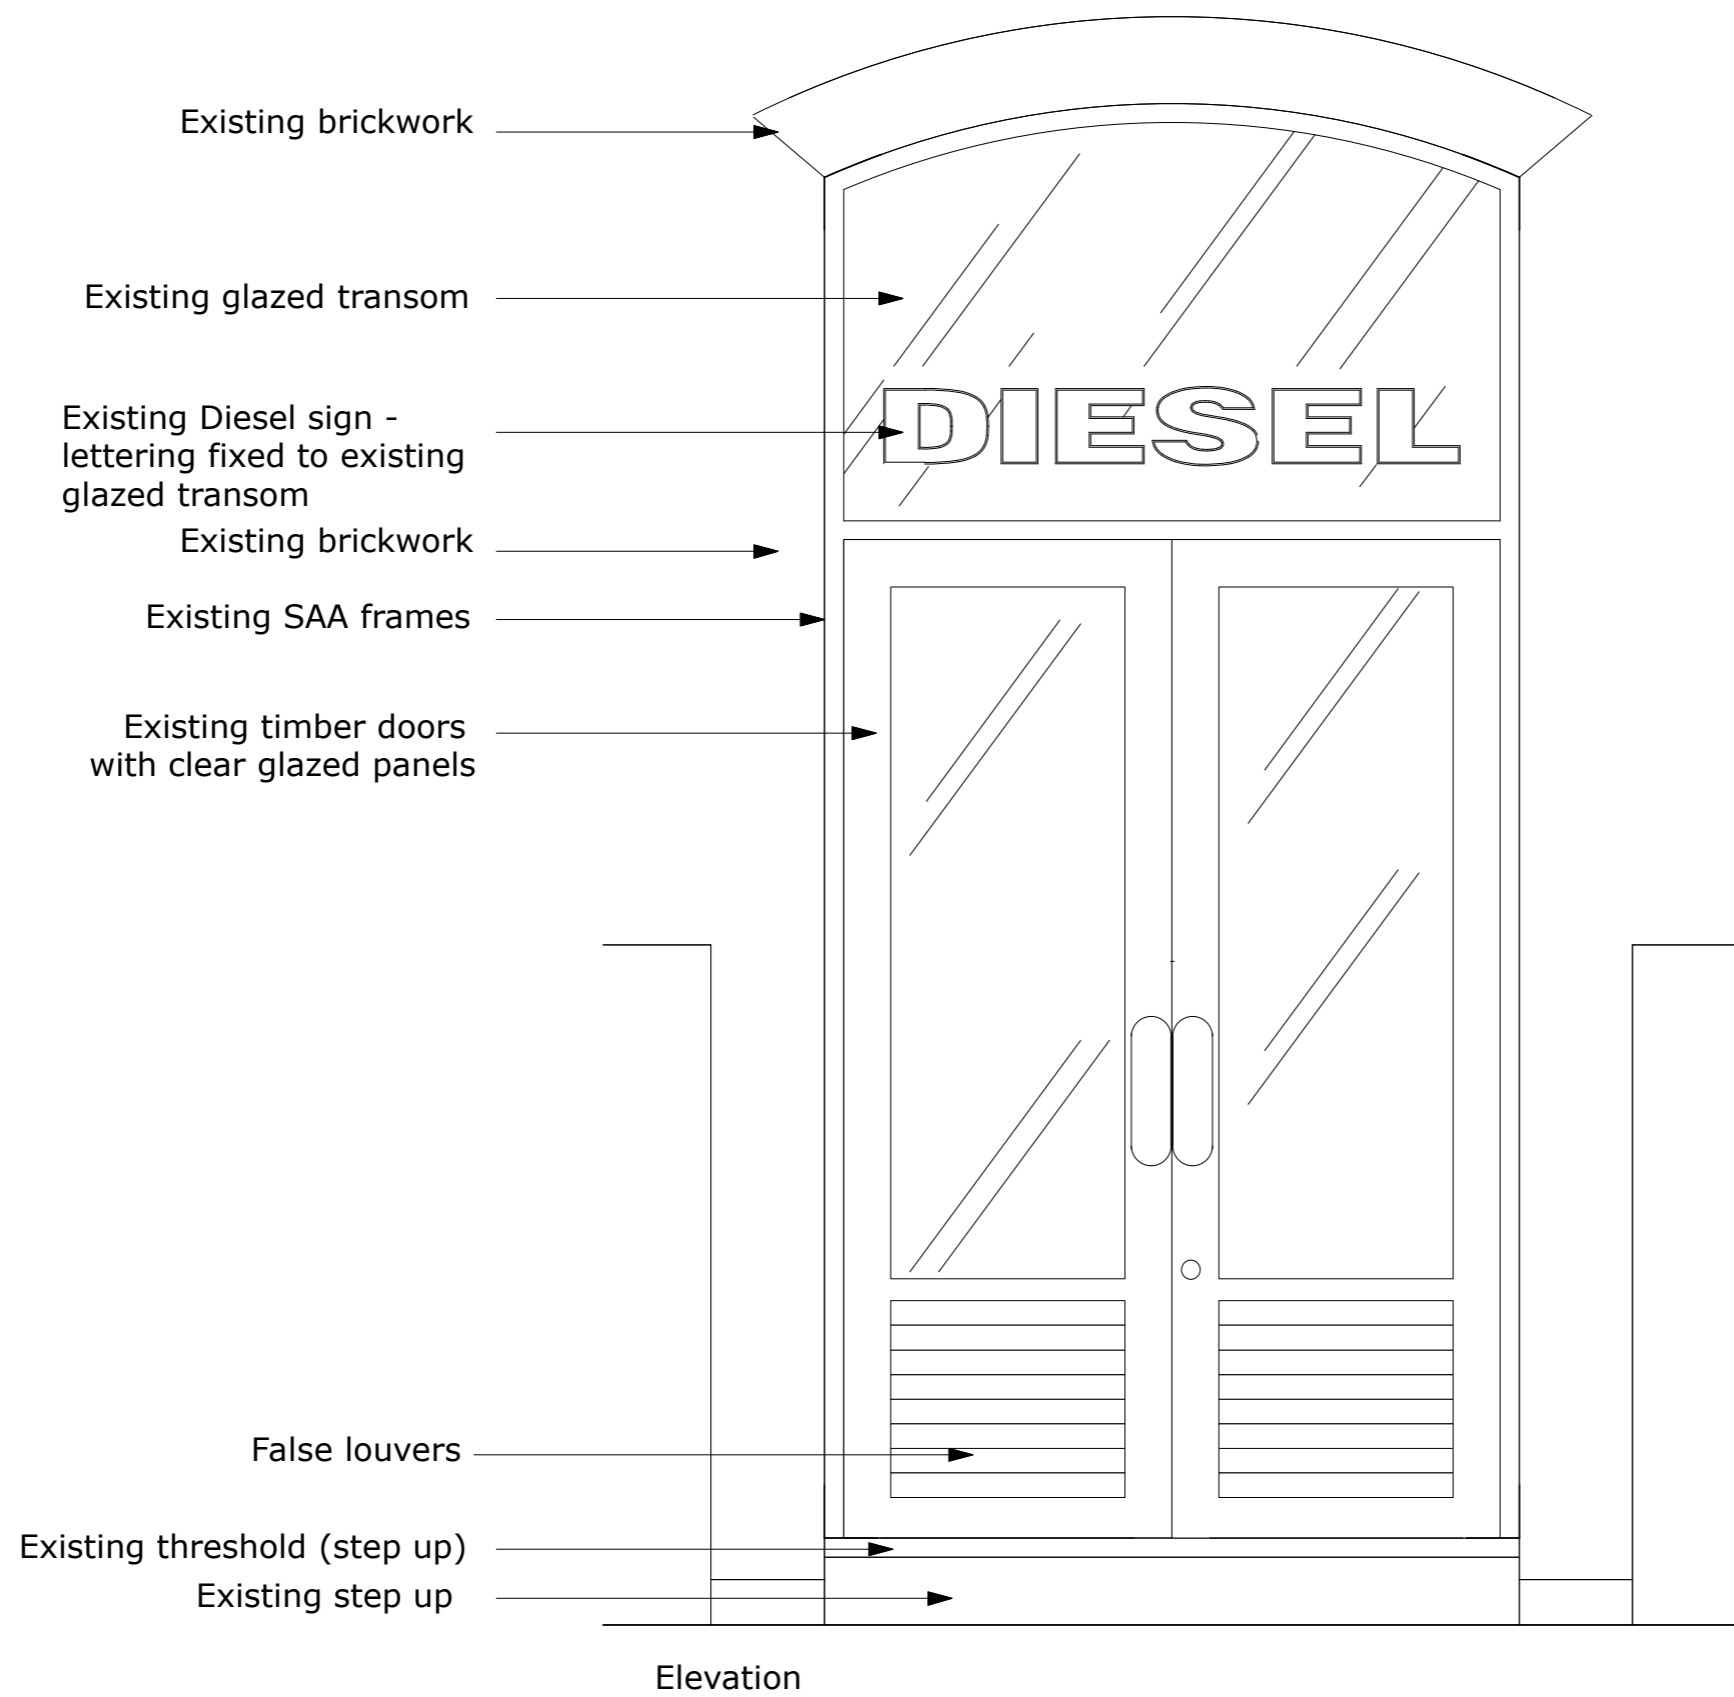 Existing brickwork
Existing glazed transom
DIESEL
Existing Diesel sign -
lettering fixed to existing
glazed transom
Existing brickwork
Existing SAA frames
Existing timber doors
with clear glazed panels
False louvers
Existing threshold (step up)
Existing step up
Elevation